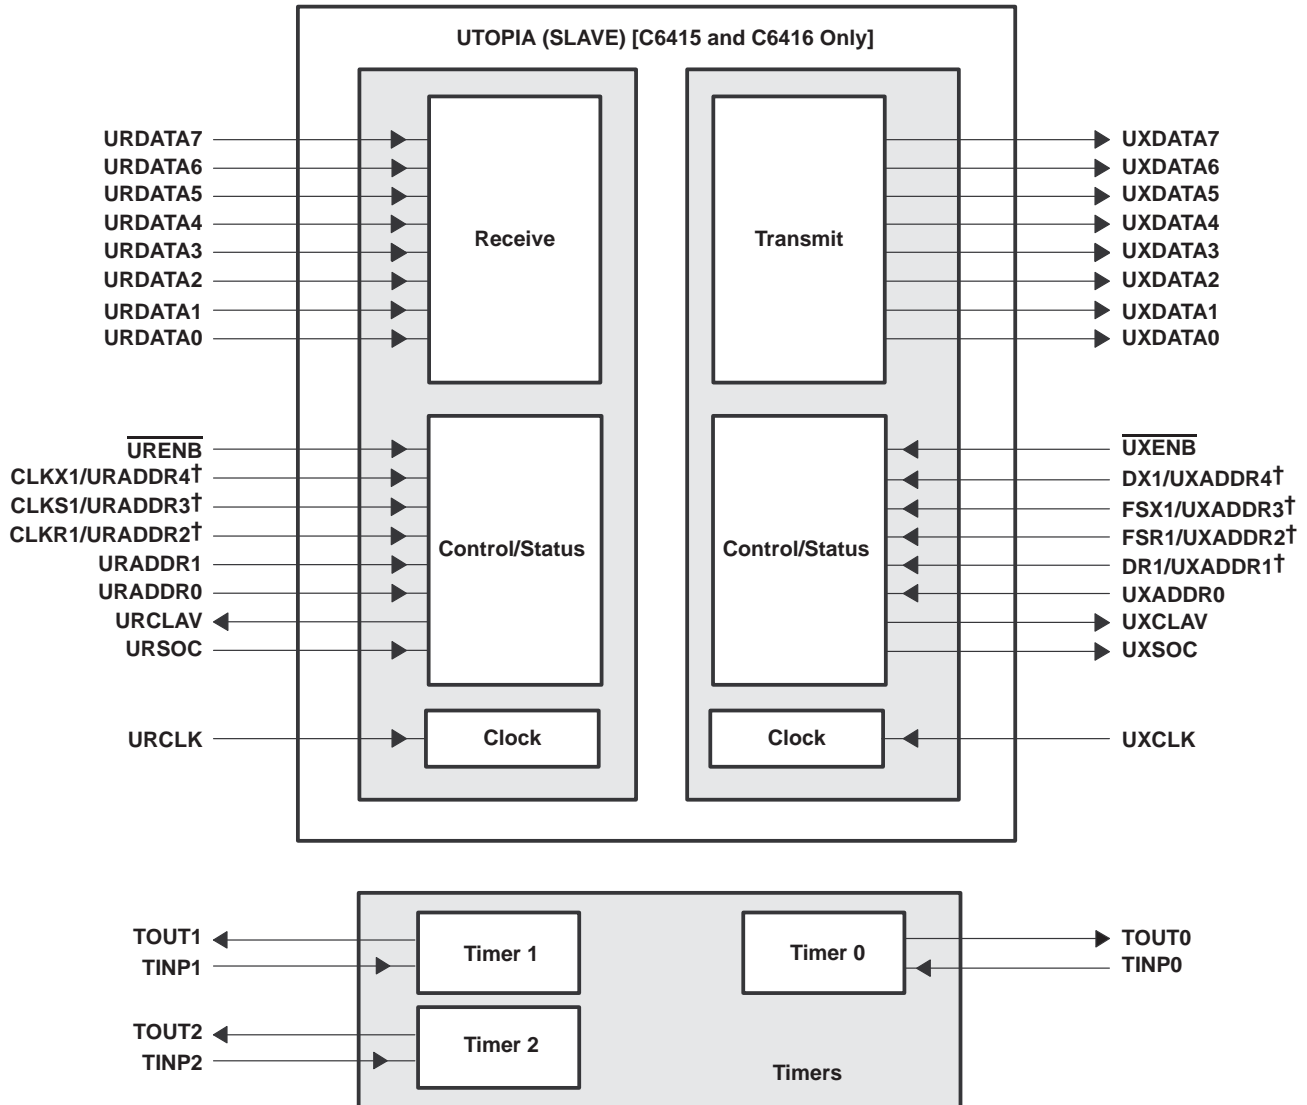 UTOPIA (SLAVE) [C6415 and C6416 Only]
URDATA7
URDATA6
URDATA5
URDATA4
URDATA3
URDATA2
URDATA1
URDATA0
Receive
Transmit
UXDATA7
UXDATA6
UXDATA5
UXDATA4
UXDATA3
UXDATA2
UXDATA1
UXDATA0
URENB
CLKX1/URADDR4†
CLKS1/URADDR3†
CLKR1/URADDR2†
URADDR1
URADDR0
URCLAV
URSOC
Control/Status
Control/Status
UXENB
DX1/UXADDR4†
FSX1/UXADDR3†
FSR1/UXADDR2†
DR1/UXADDR1†
UXADDR0
UXCLAV
UXSOC
URCLK
Clock
Clock
UXCLK
TOUT1
TINP1
Timer 1
Timer 0
TOUT0
TINP0
TOUT2
TINP2
Timer 2
Timers